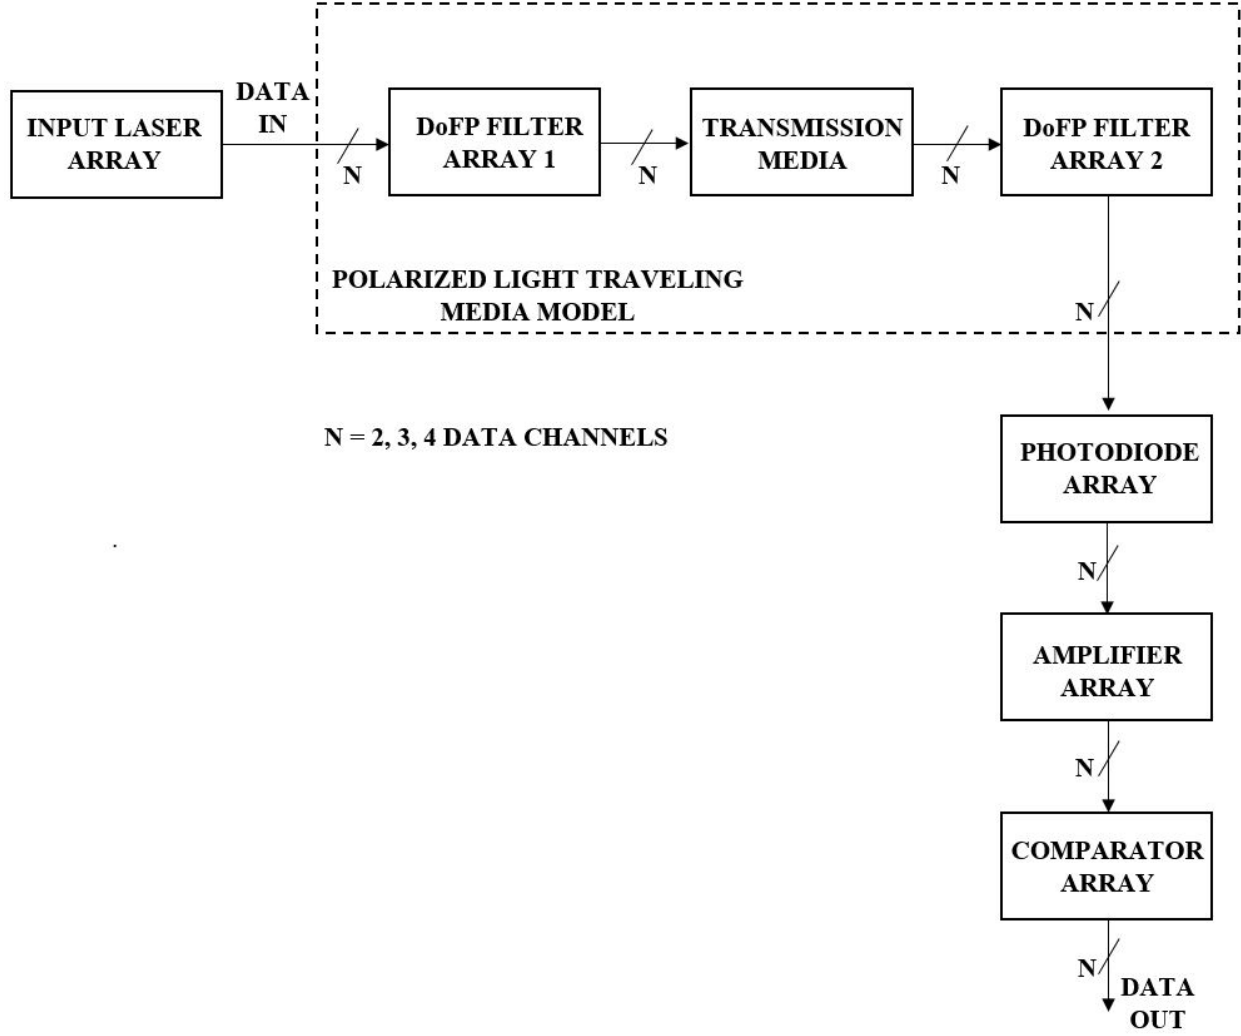 INPUT LASER
ARRAY
DATA
IN
N
DoFP FILTER
ARRAY 1
N
TRANSMISSION
MEDIA
N
DoFP FILTER
ARRAY 2
POLARIZED LIGHT TRAVELING
MEDIA MODEL
N
N = 2, 3, 4 DATA CHANNELS
PHOTODIODE
ARRAY
N
AMPLIFIER
ARRAY
N
COMPARATOR
ARRAY
N
DATA
OUT